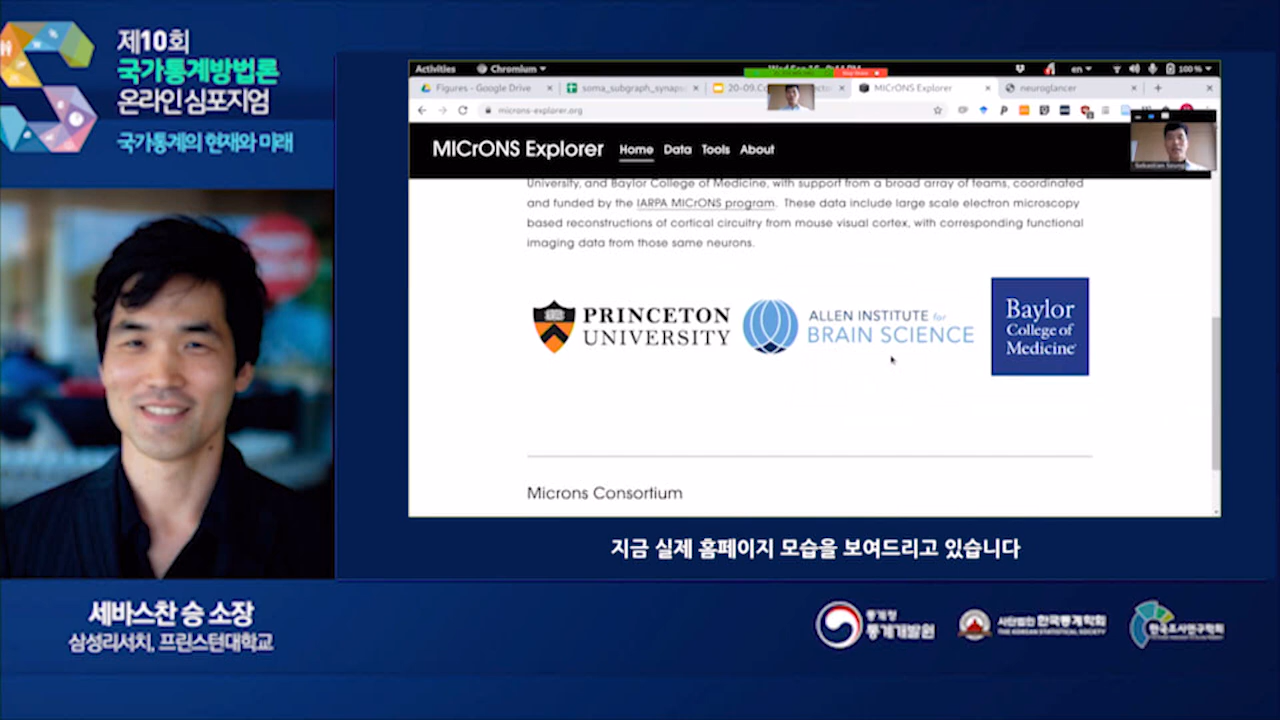 제10회
국가통계방법론
온라인 심포지엄
국가통계의 현재와 미래
Activities
Chromium
en
100 %
Figures - Google Drive
soma_subgraph_synaps
MICrONS Explorer
neuroglancer
microns-explorer.org
MICrONS Explorer
Home
Data
Tools
About
Sebastian Seung
University, and Baylor College of Medicine, with support from a broad array of teams, coordinated
and funded by the IARPA MICrONS program. These data include large scale electron microscopy
based reconstructions of cortical circuitry from mouse visual cortex, with corresponding functional
imaging data from those same neurons.
PRINCETON
UNIVERSITY
ALLEN INSTITUTE for
BRAIN SCIENCE
Baylor
College of
Medicine
Microns Consortium
지금 실제 홈페이지 모습을 보여드리고 있습니다
세바스찬 승 소장
삼성리서치, 프린스턴대학교
통계청
통계개발원
사단법인 한국통계학회
THE KOREAN STATISTICAL SOCIETY
한국조사연구학회